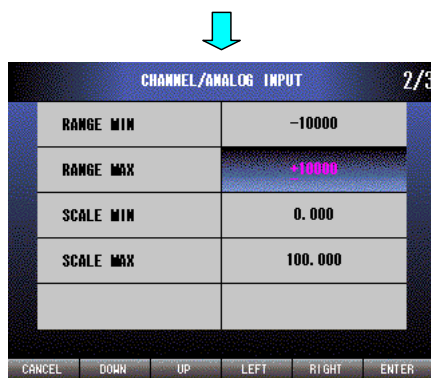 CHANNEL/ANALOG INPUT 2/3
RANGE MIN -10000
RANGE MAX +10000
SCALE MIN 0.000
SCALE MAX 100.000
CANCEL DOWN UP LEFT RIGHT ENTER